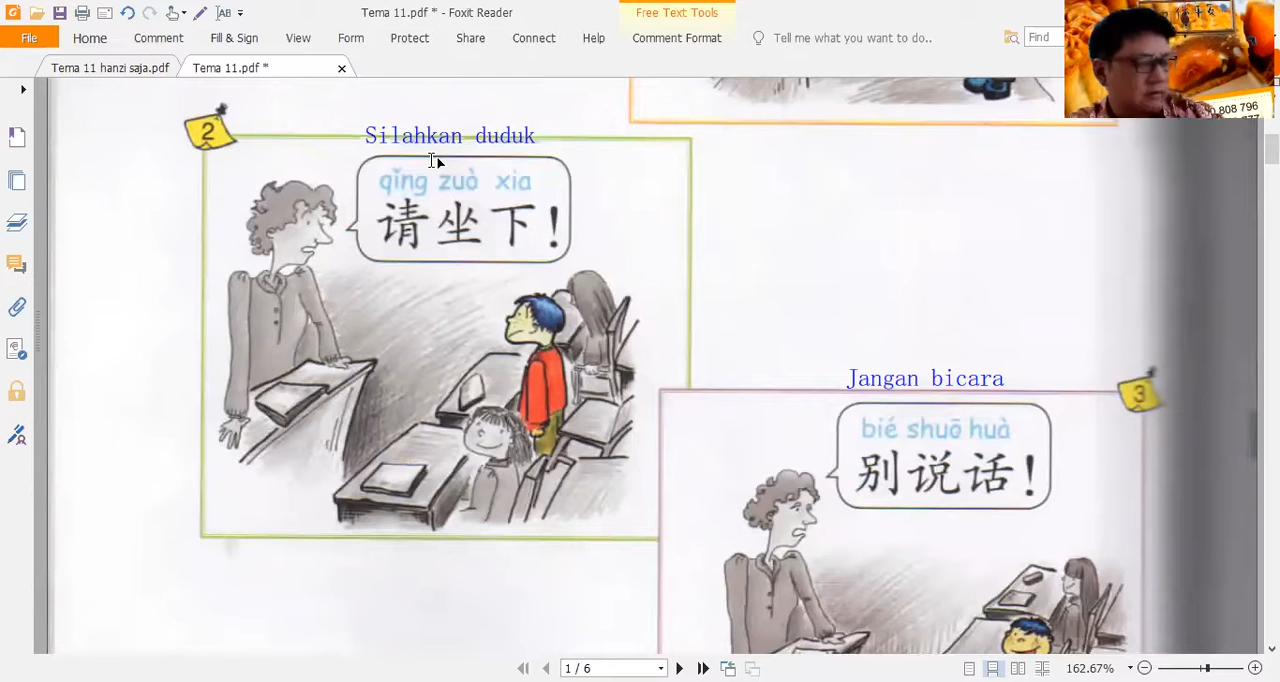 Tema 11.pdf * - Foxit Reader
Free Text Tools
File
Home
Comment
Fill & Sign
View
Form
Protect
Share
Connect
Help
Comment Format
Tell me what you want to do..
Find
Tema 11 hanzi saja.pdf
Tema 11.pdf *
2
Silahkan duduk
qǐng zuò xia
请坐下！
Jangan bicara
3
bié shuō huà
别说话！
808 796
1 / 6
162.67%